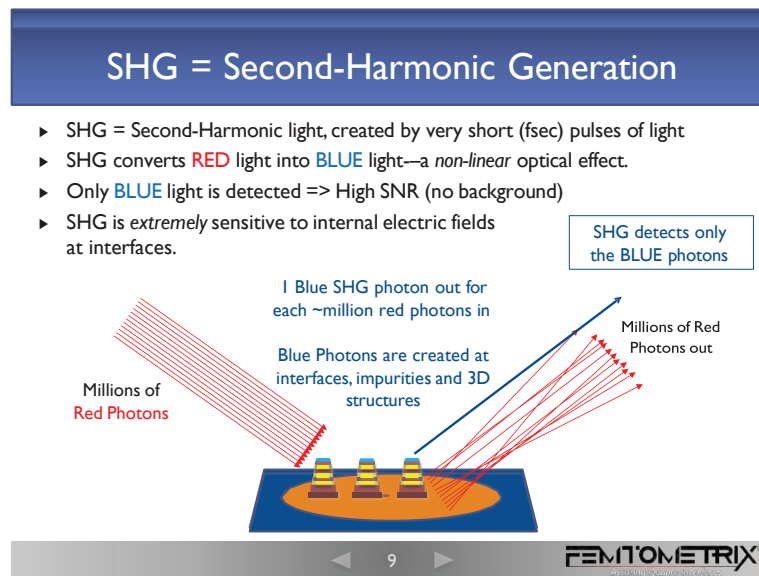 SHG = Second-Harmonic Generation
SHG = Second-Harmonic light, created by very short (fsec) pulses of light
SHG converts RED light into BLUE light--a non-linear optical effect.
Only BLUE light is detected => High SNR (no background)
SHG is extremely sensitive to internal electric fields
at interfaces.
SHG detects only
the BLUE photons
1 Blue SHG photon out for
each ~million red photons in
Millions of Red
Photons out
Blue Photons are created at
interfaces, impurities and 3D
structures
Millions of
Red Photons
9
FEMTOMETRIX